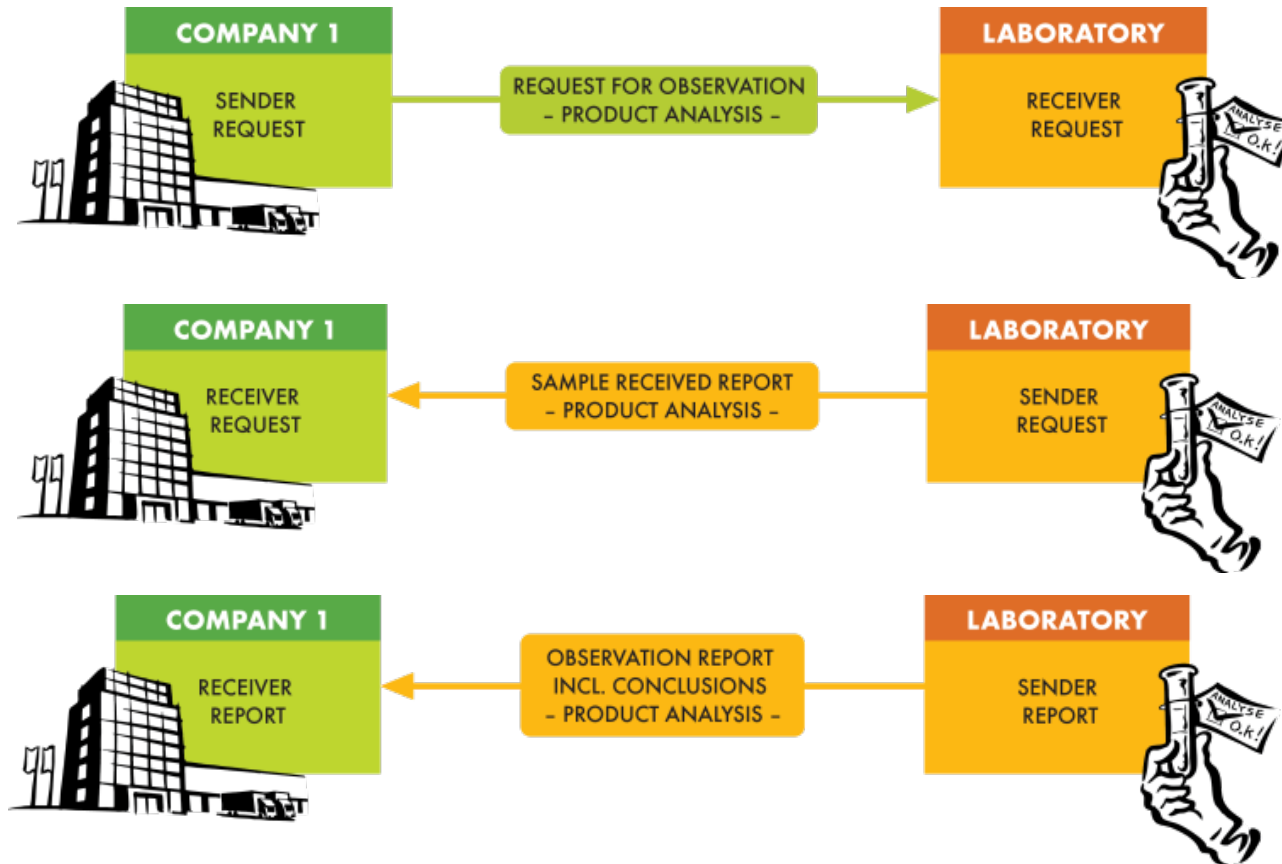 COMPANY 1
LABORATORY
SENDER
REQUEST
REQUEST FOR OBSERVATION
– PRODUCT ANALYSIS –
RECEIVER
REQUEST
ANALYSE
O.K!
COMPANY 1
LABORATORY
RECEIVER
REQUEST
SAMPLE RECEIVED REPORT
– PRODUCT ANALYSIS –
SENDER
REQUEST
ANALYSE
O.K!
COMPANY 1
LABORATORY
RECEIVER
REPORT
OBSERVATION REPORT
INCL. CONCLUSIONS
– PRODUCT ANALYSIS –
SENDER
REPORT
ANALYSE
O.K!